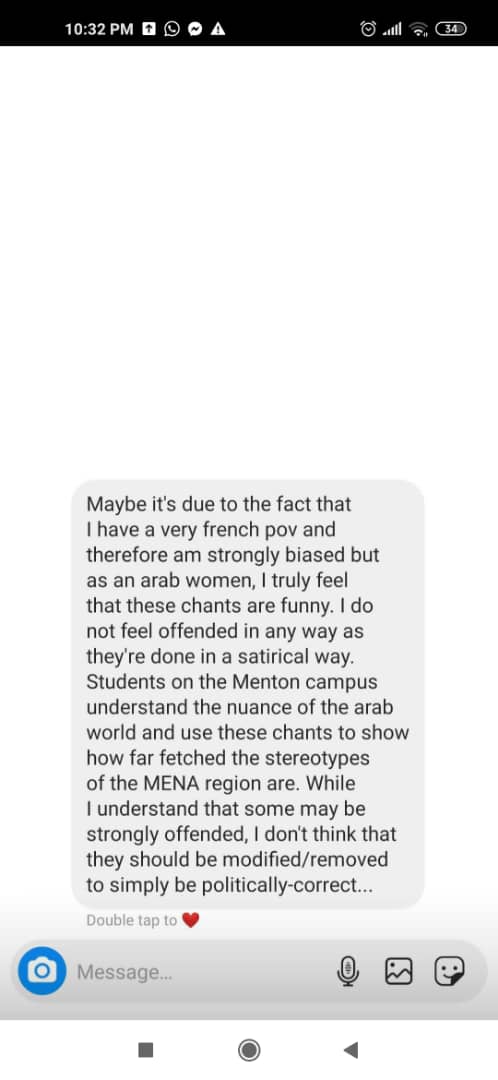 10:32 PM
34
Maybe it's due to the fact that
I have a very french pov and
therefore am strongly biased but
as an arab women, I truly feel
that these chants are funny. I do
not feel offended in any way as
they're done in a satirical way.
Students on the Menton campus
understand the nuance of the arab
world and use these chants to show
how far fetched the stereotypes
of the MENA region are. While
I understand that some may be
strongly offended, I don't think that
they should be modified/removed
to simply be politically-correct...
Double tap to ❤️
Message...